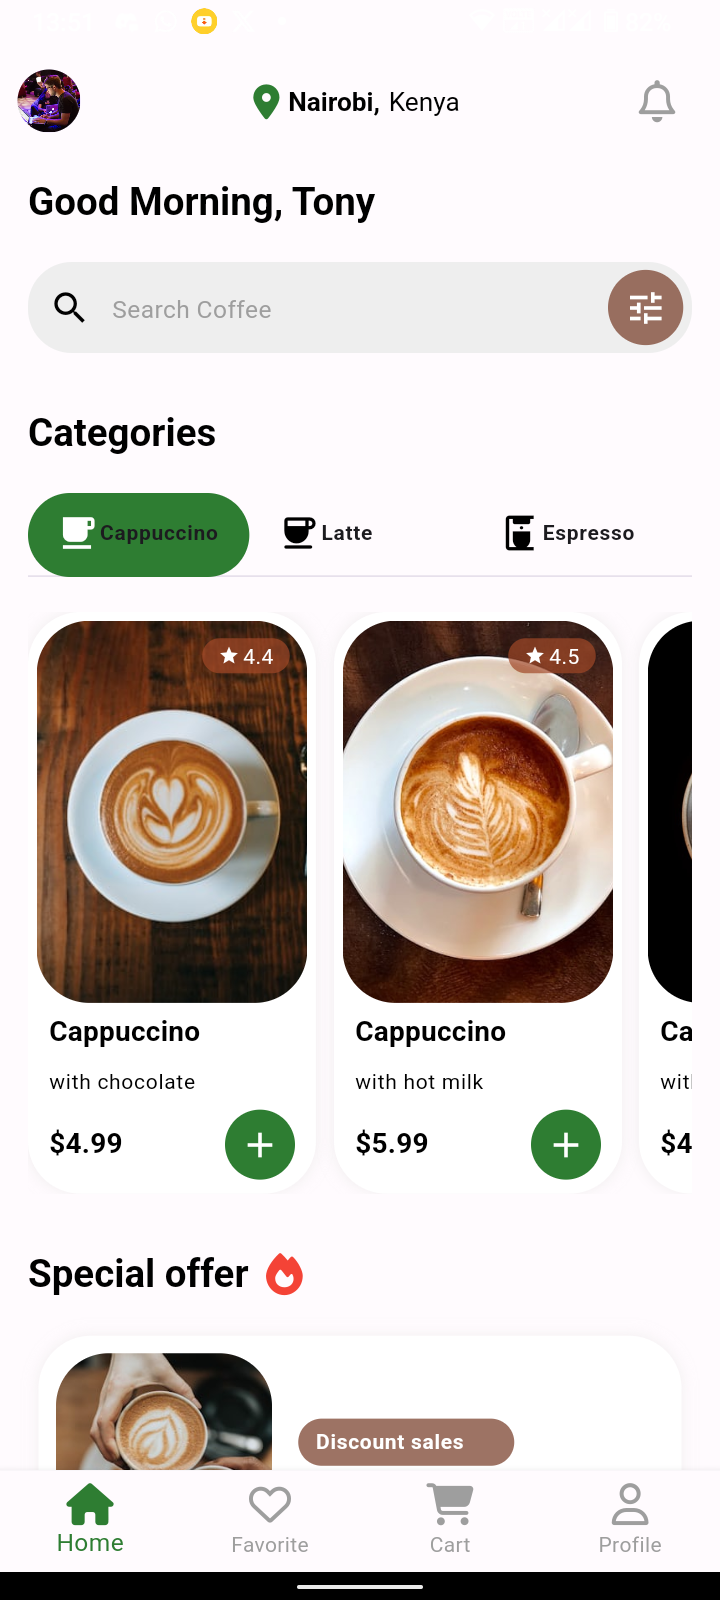 Nairobi, Kenya
Good Morning, Tony
Search Coffee
Categories
Cappuccino Latte Espresso
4.4 4.5
Cappuccino Cappuccino Ca
with chocolate with hot milk wit
$4.99 $5.99 $4
Special offer
Discount sales
Home Favorite Cart Profile